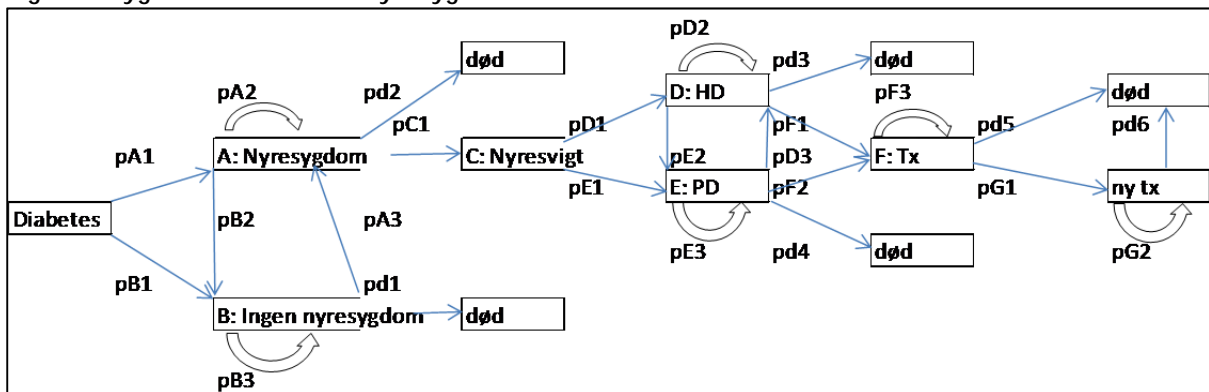 pD2
død
pd3
død
pA2
pd2
D: HD
pF3
død
pC1
pD1
pF1
pd5
pd6
pA1
A: Nyresygdom
C: Nyresvigt
pE2
pD3
F: Tx
pE1
E: PD
pF2
pG1
ny tx
Diabetes
pB2
pA3
pE3
pd4
død
pG2
pB1
pd1
B: Ingen nyresygdom
død
pB3